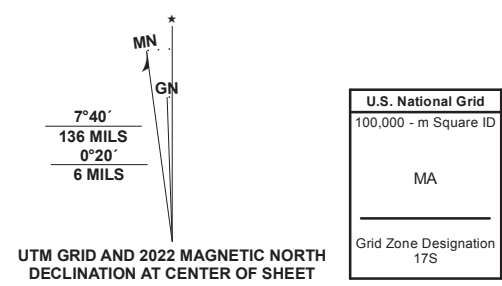 ★
MN
GN
7°40´
136 MILS
0°20´
6 MILS
UTM GRID AND 2022 MAGNETIC NORTH
DECLINATION AT CENTER OF SHEET
U.S. National Grid
100,000 - m Square ID
MA
Grid Zone Designation
17S